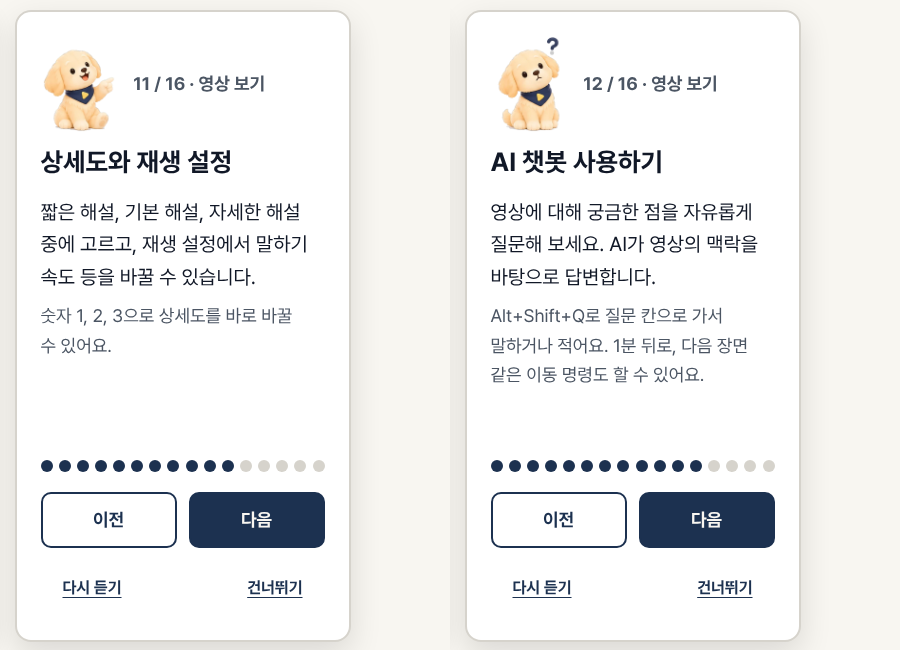 11 / 16 · 영상 보기
상세도와 재생 설정
짧은 해설, 기본 해설, 자세한 해설
중에 고르고, 재생 설정에서 말하기
속도 등을 바꿀 수 있습니다.
숫자 1, 2, 3으로 상세도를 바로 바꿀
수 있어요.
이전
다음
다시 듣기
건너뛰기
?
12 / 16 · 영상 보기
AI 챗봇 사용하기
영상에 대해 궁금한 점을 자유롭게
질문해 보세요. AI가 영상의 맥락을
바탕으로 답변합니다.
Alt+Shift+Q로 질문 칸으로 가서
말하거나 적어요. 1분 뒤로, 다음 장면
같은 이동 명령도 할 수 있어요.
이전
다음
다시 듣기
건너뛰기